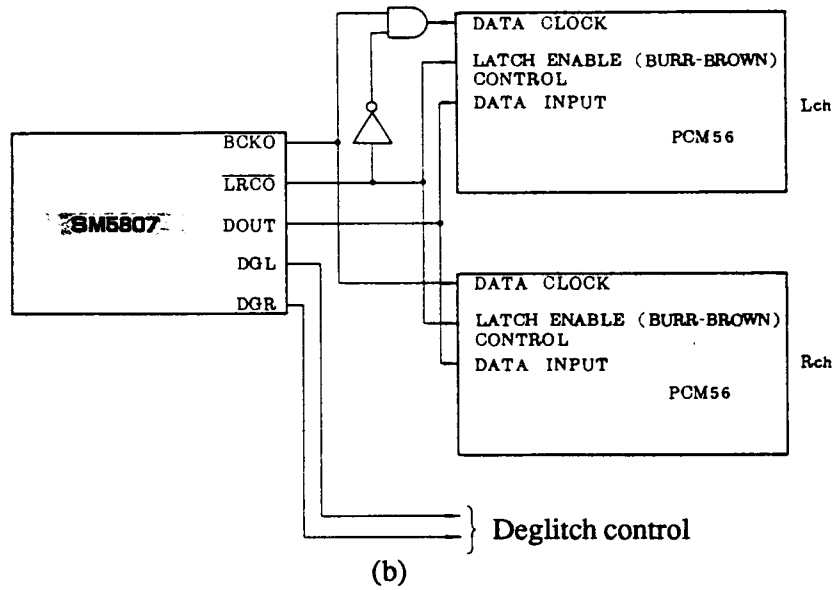 DATA CLOCK
LATCH ENABLE (BURR-BROWN)
CONTROL
DATA INPUT
PCM56
Lch
SM5807
BCKO
L̅R̅C̅O̅
DOUT
DGL
DGR
DATA CLOCK
LATCH ENABLE (BURR-BROWN)
CONTROL
DATA INPUT
PCM56
Rch
Deglitch control
(b)